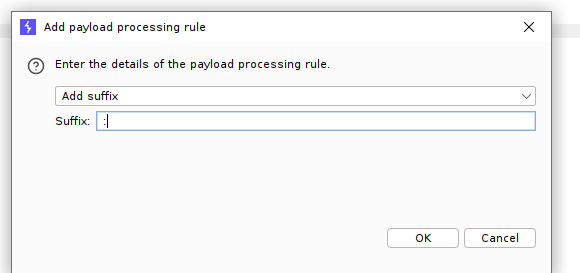 Add payload processing rule
Enter the details of the payload processing rule.
Add suffix
Suffix: :
OK Cancel